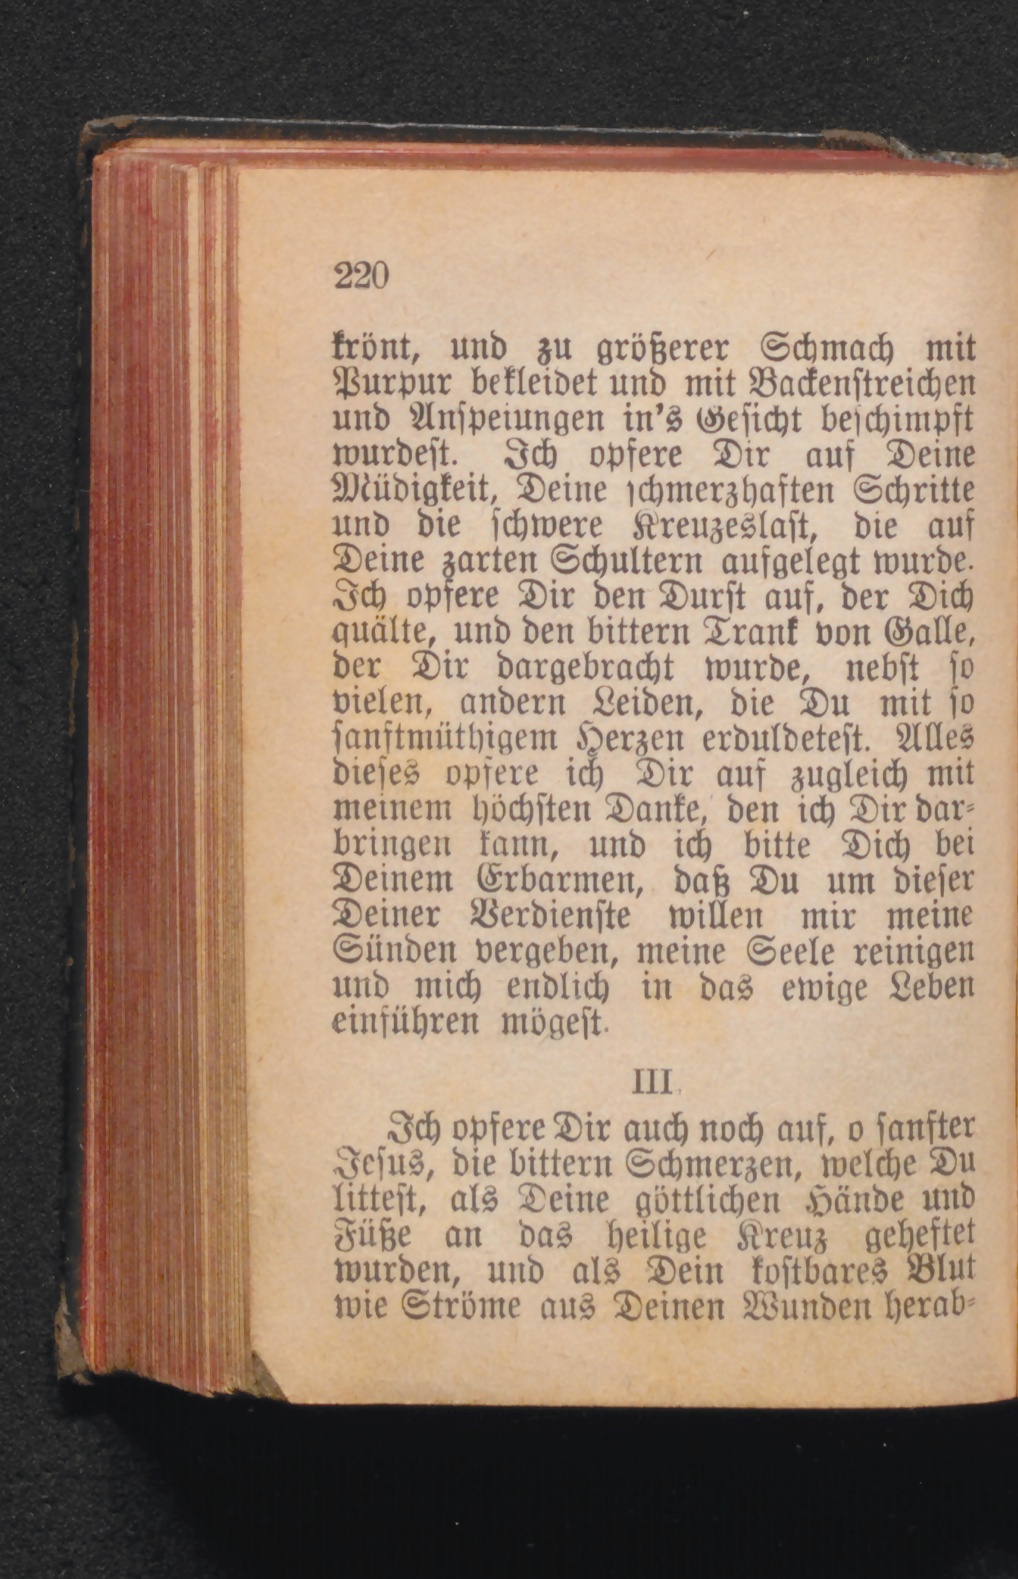 220
krönt, und zu größerer Schmach mit
Purpur bekleidet und mit Backenstreichen
und Anspeiungen in's Gesicht beschimpft
wurdest. Ich opfere Dir auf Deine
Müdigkeit, Deine schmerzhaften Schritte
und die schwere Kreuzeslast, die auf
Deine zarten Schultern aufgelegt wurde.
Ich opfere Dir den Durst auf, der Dich
quälte, und den bittern Trank von Galle,
der Dir dargebracht wurde, nebst so
vielen, andern Leiden, die Du mit so
sanftmüthigem Herzen erduldetest. Alles
dieses opfere ich Dir auf zugleich mit
meinem höchsten Danke, den ich Dir dar-
bringen kann, und ich bitte Dich bei
Deinem Erbarmen, daß Du um dieser
Deiner Verdienste willen mir meine
Sünden vergeben, meine Seele reinigen
und mich endlich in das ewige Leben
einführen mögest.
III.
Ich opfere Dir auch noch auf, o sanfter
Jesus, die bittern Schmerzen, welche Du
littest, als Deine göttlichen Hände und
Füße an das heilige Kreuz geheftet
wurden, und als Dein kostbares Blut
wie Ströme aus Deinen Wunden herab-